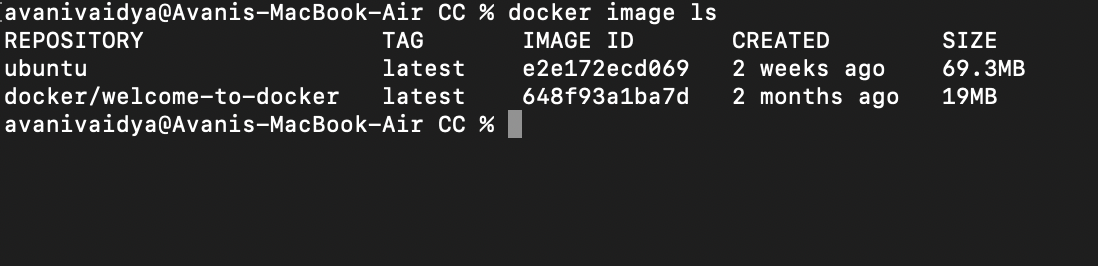 avanivaidya@Avanis-MacBook-Air CC % docker image ls
REPOSITORY TAG IMAGE ID CREATED SIZE
ubuntu latest e2e172ecd069 2 weeks ago 69.3MB
docker/welcome-to-docker latest 648f93a1ba7d 2 months ago 19MB
avanivaidya@Avanis-MacBook-Air CC %